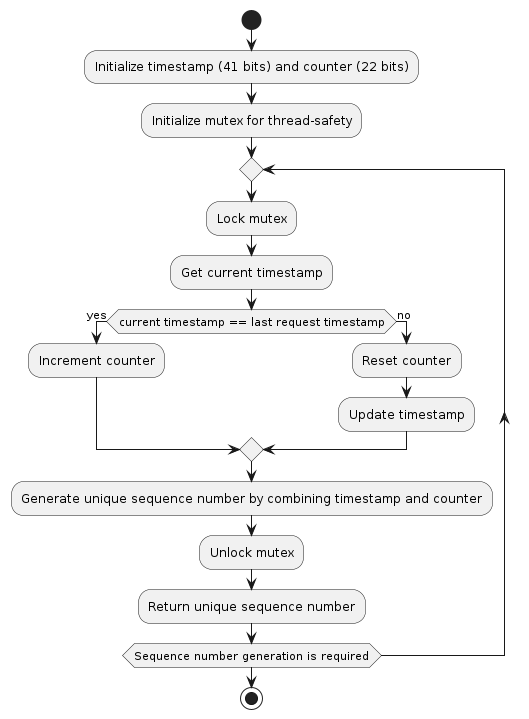 Initialize timestamp (41 bits) and counter (22 bits)
Initialize mutex for thread-safety
Lock mutex
Get current timestamp
yes
current timestamp == last request timestamp
no
Increment counter
Reset counter
Update timestamp
Generate unique sequence number by combining timestamp and counter
Unlock mutex
Return unique sequence number
Sequence number generation is required